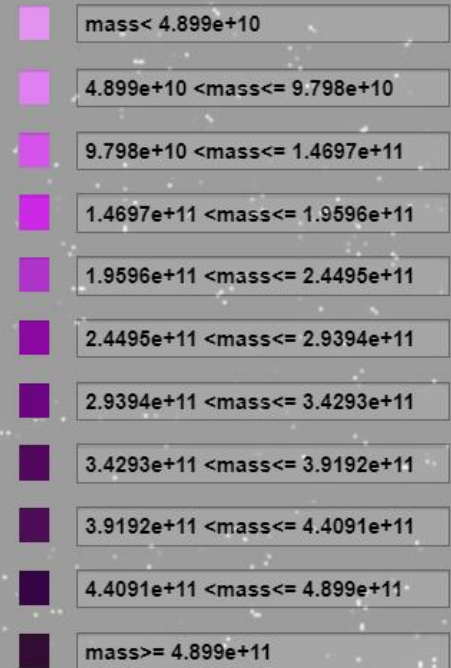 mass< 4.899e+10
4.899e+10 <mass<= 9.798e+10
9.798e+10 <mass<= 1.4697e+11
1.4697e+11 <mass<= 1.9596e+11
1.9596e+11 <mass<= 2.4495e+11
2.4495e+11 <mass<= 2.9394e+11
2.9394e+11 <mass<= 3.4293e+11
3.4293e+11 <mass<= 3.9192e+11
3.9192e+11 <mass<= 4.4091e+11
4.4091e+11 <mass<= 4.899e+11
mass>= 4.899e+11